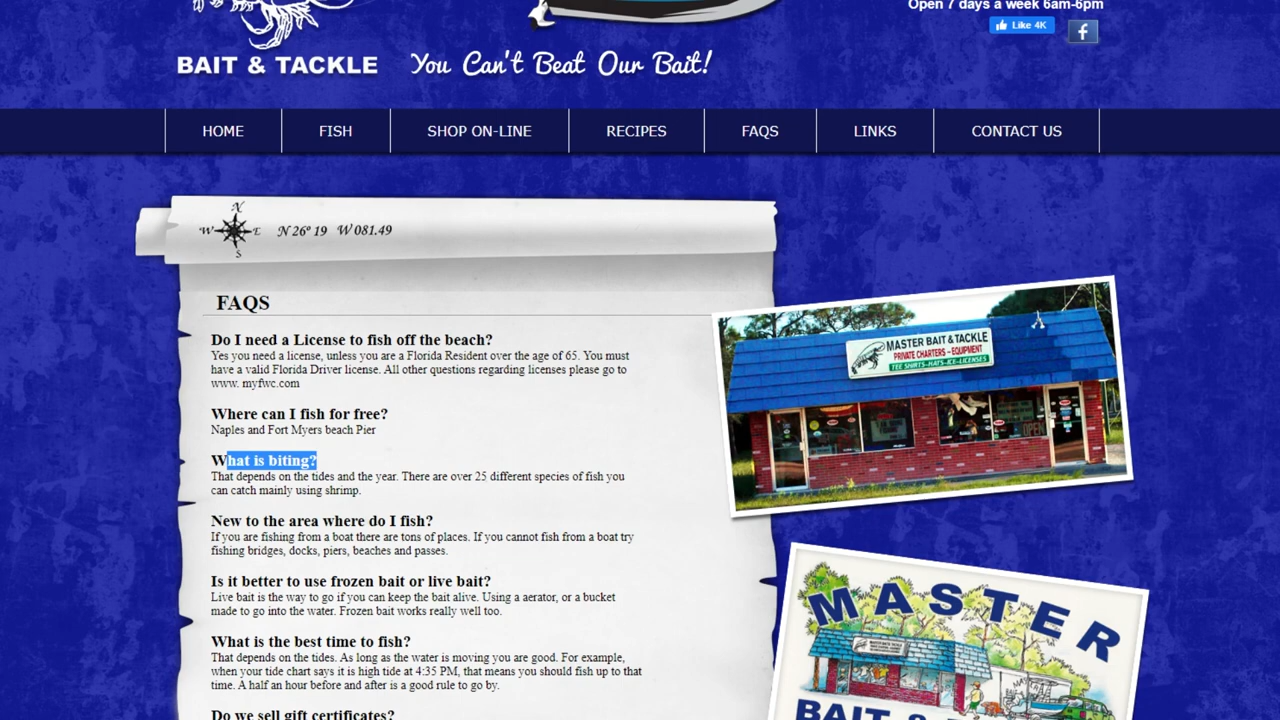 Open 7 days a week 6am-6pm
Like 4K
f
BAIT & TACKLE
You Can't Beat Our Bait!
HOME
FISH
SHOP ON-LINE
RECIPES
FAQS
LINKS
CONTACT US
N
W E
S
N 26º 19 W 081.49
FAQS
Do I need a License to fish off the beach?
Yes you need a license, unless you are a Florida Resident over the age of 65. You must
have a valid Florida Driver license. All other questions regarding licenses please go to
www. myfwc.com
Where can I fish for free?
Naples and Fort Myers beach Pier
What is biting?
That depends on the tides and the year. There are over 25 different species of fish you
can catch mainly using shrimp.
New to the area where do I fish?
If you are fishing from a boat there are tons of places. If you cannot fish from a boat try
fishing bridges, docks, piers, beaches and passes.
Is it better to use frozen bait or live bait?
Live bait is the way to go if you can keep the bait alive. Using a aerator, or a bucket
made to go into the water. Frozen bait works really well too.
What is the best time to fish?
That depends on the tides. As long as the water is moving you are good. For example,
when your tide chart says it is high tide at 4:35 PM, that means you should fish up to that
time. A half an hour before and after is a good rule to go by.
Do we sell gift certificates?
MASTER BAIT & TACKLE
PRIVATE CHARTERS - EQUIPMENT
TEE SHIRTS-HATS-ICE-LICENSES
OPEN
MASTER
BAIT &